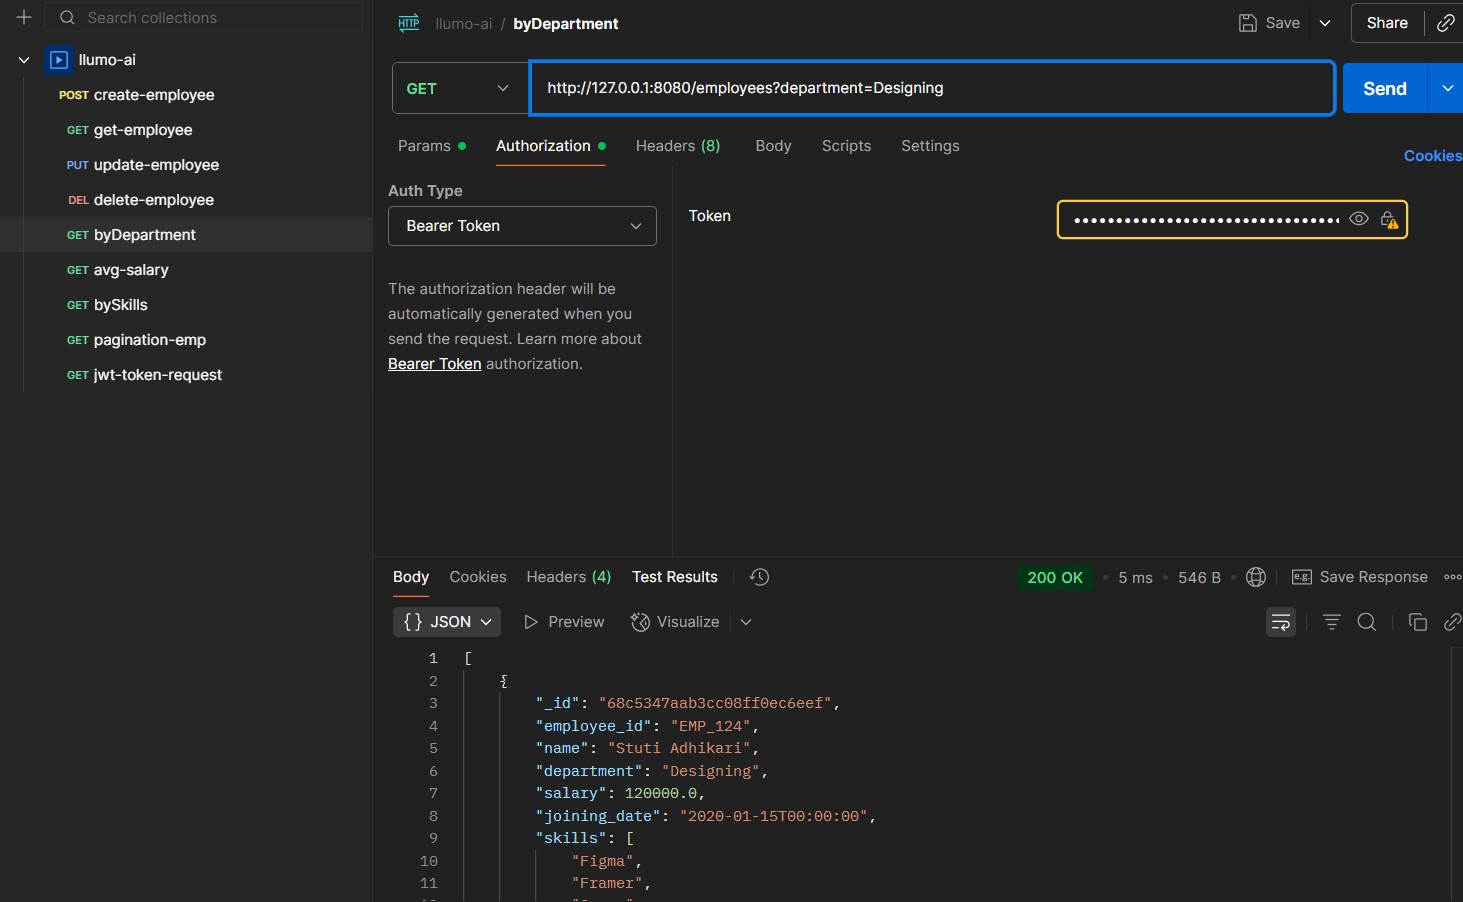 Search collections
llumo-ai / byDepartment
Save
Share
llumo-ai
POST create-employee
GET get-employee
PUT update-employee
DEL delete-employee
GET byDepartment
GET avg-salary
GET bySkills
GET pagination-emp
GET jwt-token-request
GET
http://127.0.0.1:8080/employees?department=Designing
Send
Params
Authorization
Headers (8)
Body
Scripts
Settings
Cookies
Auth Type
Bearer Token
The authorization header will be
automatically generated when you
send the request. Learn more about
Bearer Token authorization.
Token
Body
Cookies
Headers (4)
Test Results
200 OK
5 ms
546 B
e.g.
Save Response
{} JSON
Preview
Visualize
1 [
2 {
3 "_id": "68c5347aab3cc08ff0ec6eef",
4 "employee_id": "EMP_124",
5 "name": "Stuti Adhikari",
6 "department": "Designing",
7 "salary": 120000.0,
8 "joining_date": "2020-01-15T00:00:00",
9 "skills": [
10 "Figma",
11 "Framer",